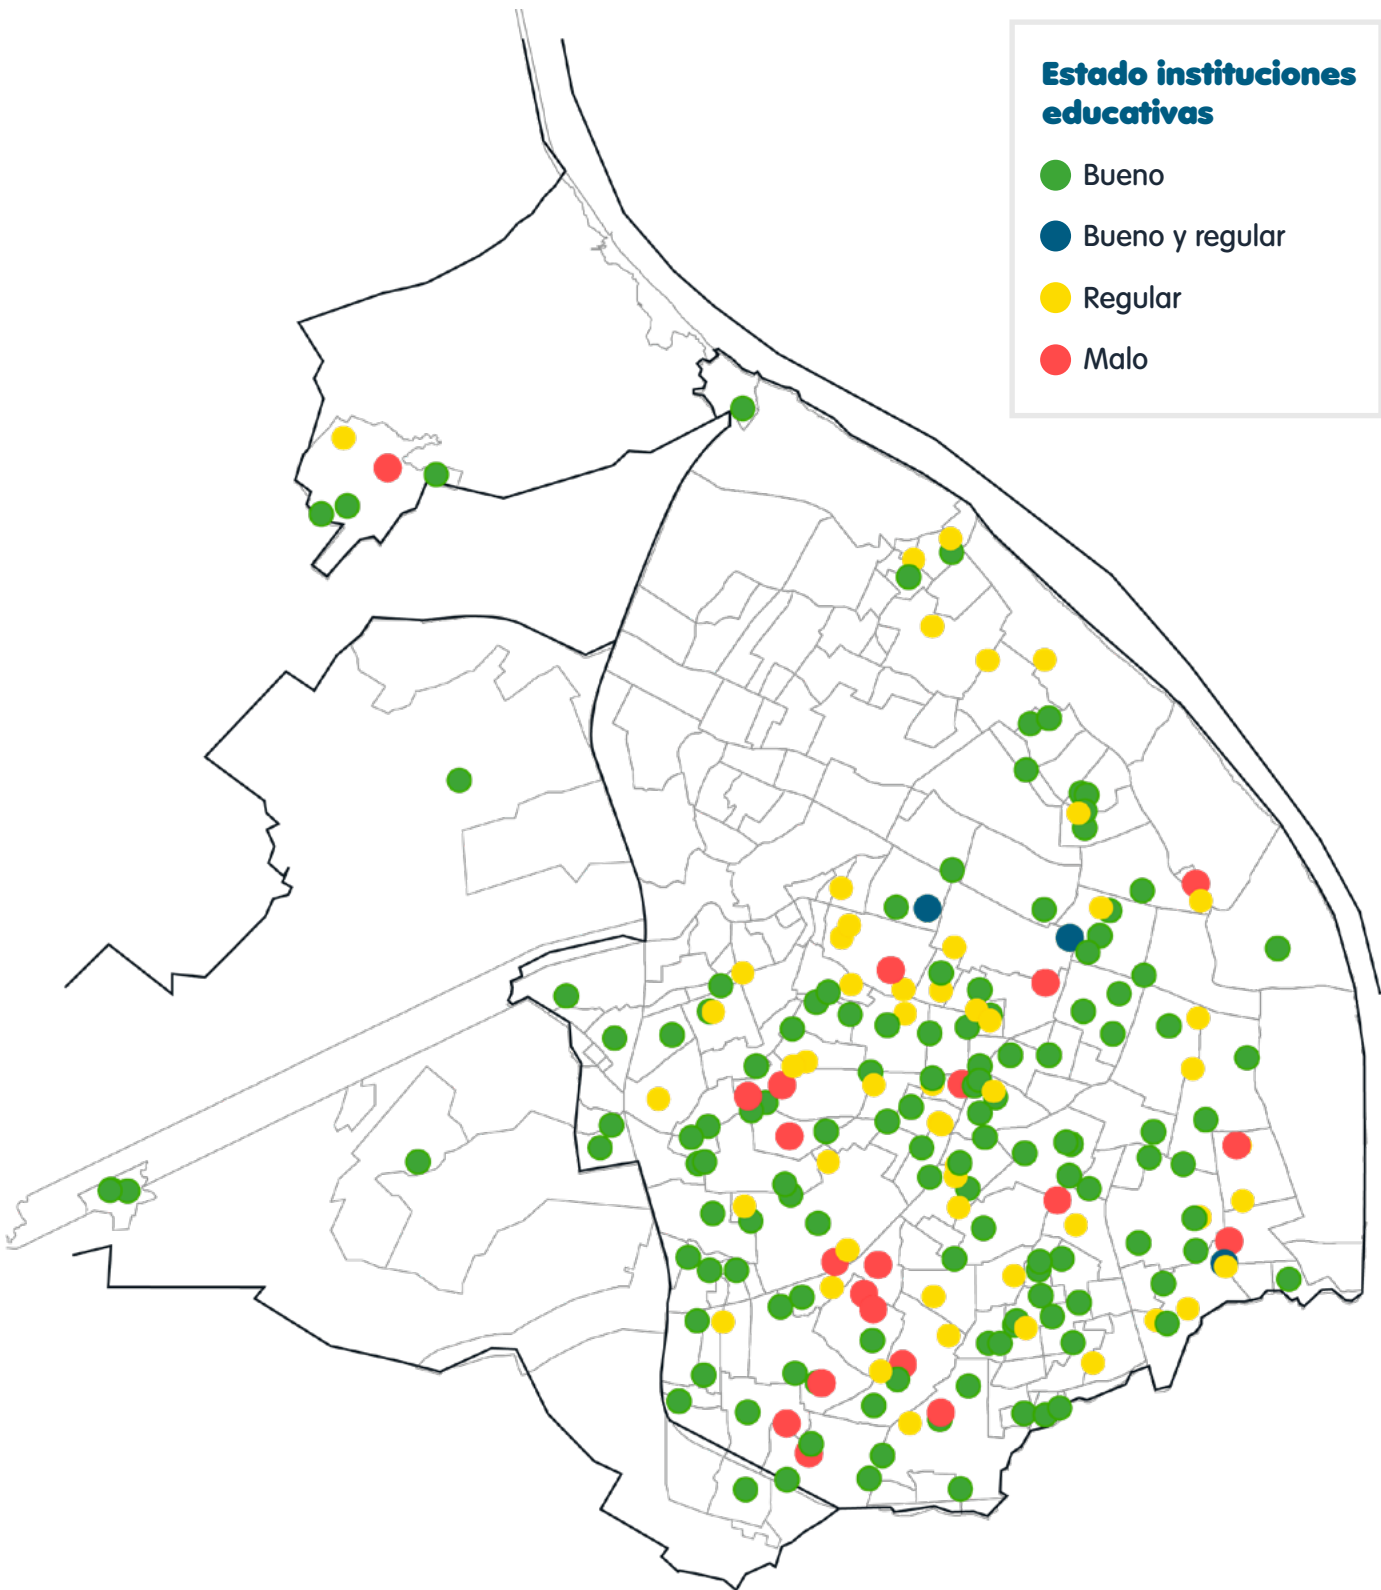 Estado instituciones
educativas
Bueno
Bueno y regular
Regular
Malo